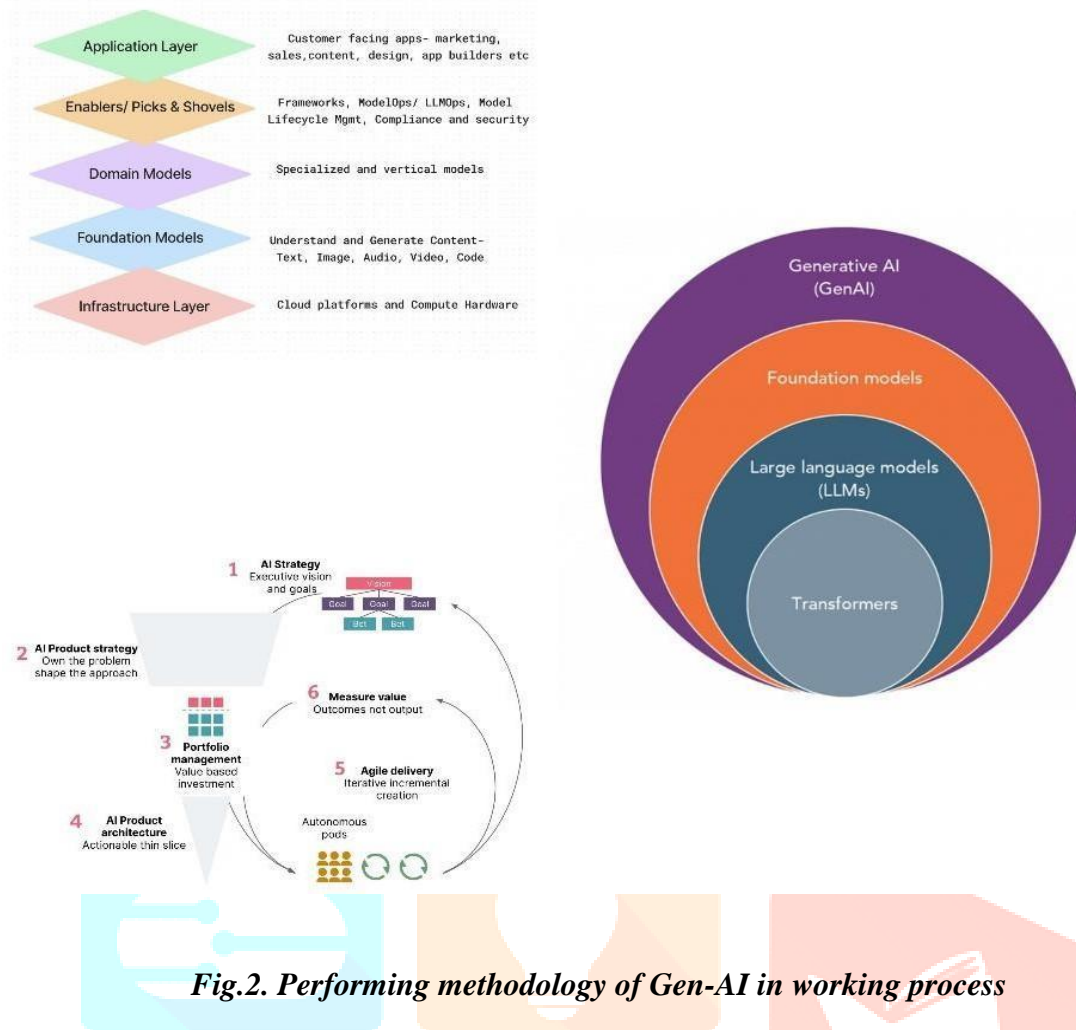 Application Layer
Customer facing apps- marketing,
sales,content, design, app builders etc
Enablers/ Picks & Shovels
Frameworks, ModelOps/ LLMOps, Model
Lifecycle Mgmt, Compliance and security
Domain Models
Specialized and vertical models
Foundation Models
Understand and Generate Content-
Text, Image, Audio, Video, Code
Infrastructure Layer
Cloud platforms and Compute Hardware
Generative AI
(GenAI)
Foundation models
Large language models
(LLMs)
Transformers
1 AI Strategy
Executive vision
and goals
Vision
Goal Goal Goal
Bet Bet
2 AI Product strategy
Own the problem
shape the approach
6 Measure value
Outcomes not output
3 Portfolio
management
Value based
investment
5 Agile delivery
Iterative incremental
creation
4 AI Product
architecture
Actionable thin slice
Autonomous
pods
Fig.2. Performing methodology of Gen-AI in working process